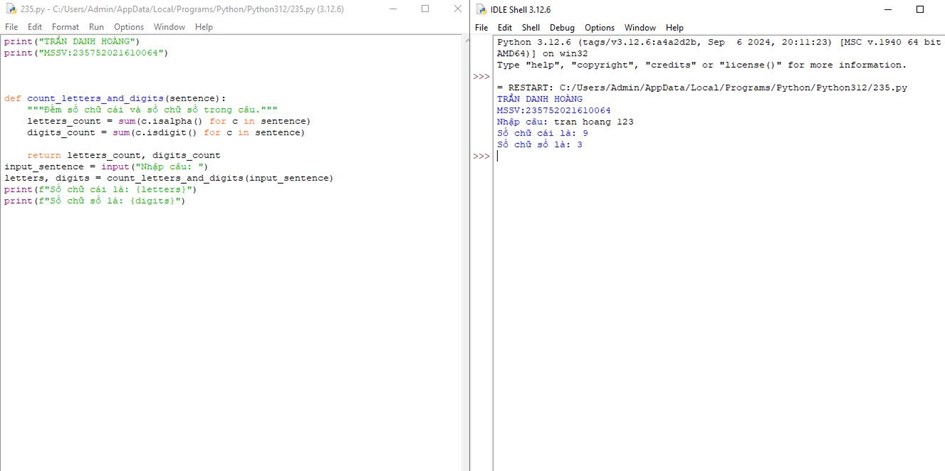 235.py - C:/Users/Admin/AppData/Local/Programs/Python/Python312/235.py (3.12.6)
File Edit Format Run Options Window Help
print("TRẦN DANH HOÀNG")
print("MSSV:235752021610064")
def count_letters_and_digits(sentence):
    """Đếm số chữ cái và số chữ số trong câu."""
    letters_count = sum(c.isalpha() for c in sentence)
    digits_count = sum(c.isdigit() for c in sentence)
    return letters_count, digits_count
input_sentence = input("Nhập câu: ")
letters, digits = count_letters_and_digits(input_sentence)
print(f"Số chữ cái là: {letters}")
print(f"Số chữ số là: {digits}")
IDLE Shell 3.12.6
File Edit Shell Debug Options Window Help
Python 3.12.6 (tags/v3.12.6:a4a2d2b, Sep  6 2024, 20:11:23) [MSC v.1940 64 bit (
AMD64)] on win32
Type "help", "copyright", "credits" or "license()" for more information.
>>>
= RESTART: C:/Users/Admin/AppData/Local/Programs/Python/Python312/235.py
TRẦN DANH HOÀNG
MSSV:235752021610064
Nhập câu: tran hoang 123
Số chữ cái là: 9
Số chữ số là: 3
>>>